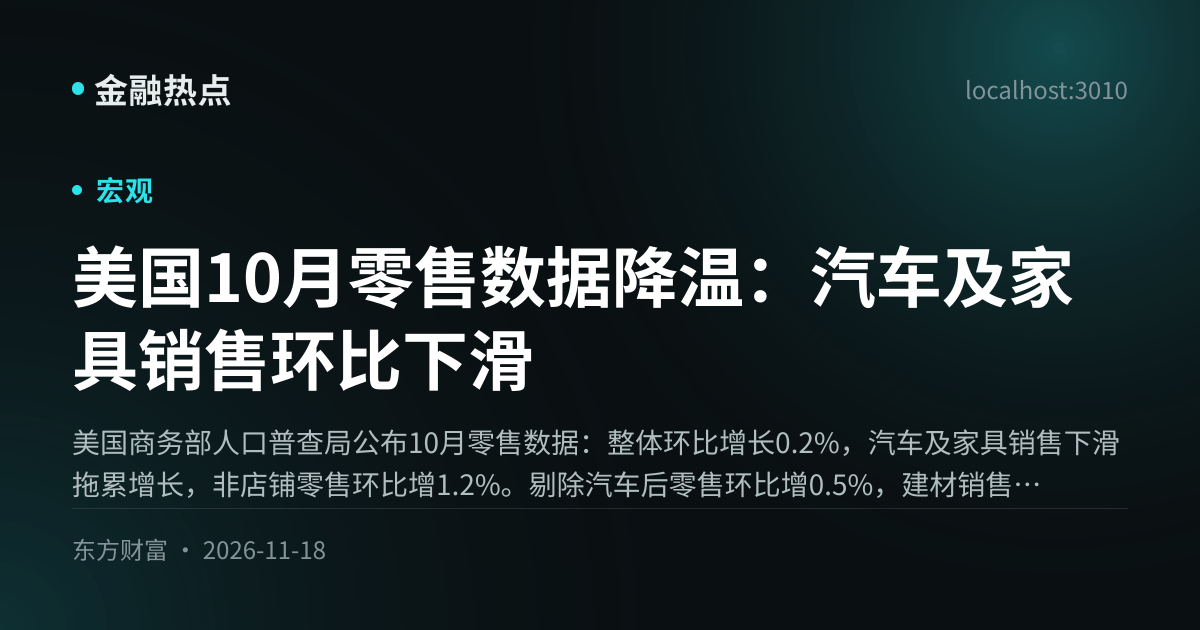 金融热点
localhost:3010
宏观
美国10月零售数据降温：汽车及家
具销售环比下滑
美国商务部人口普查局公布10月零售数据：整体环比增长0.2%，汽车及家具销售下滑
拖累增长，非店铺零售环比增1.2%。剔除汽车后零售环比增0.5%，建材销售…
东方财富 • 2026-11-18